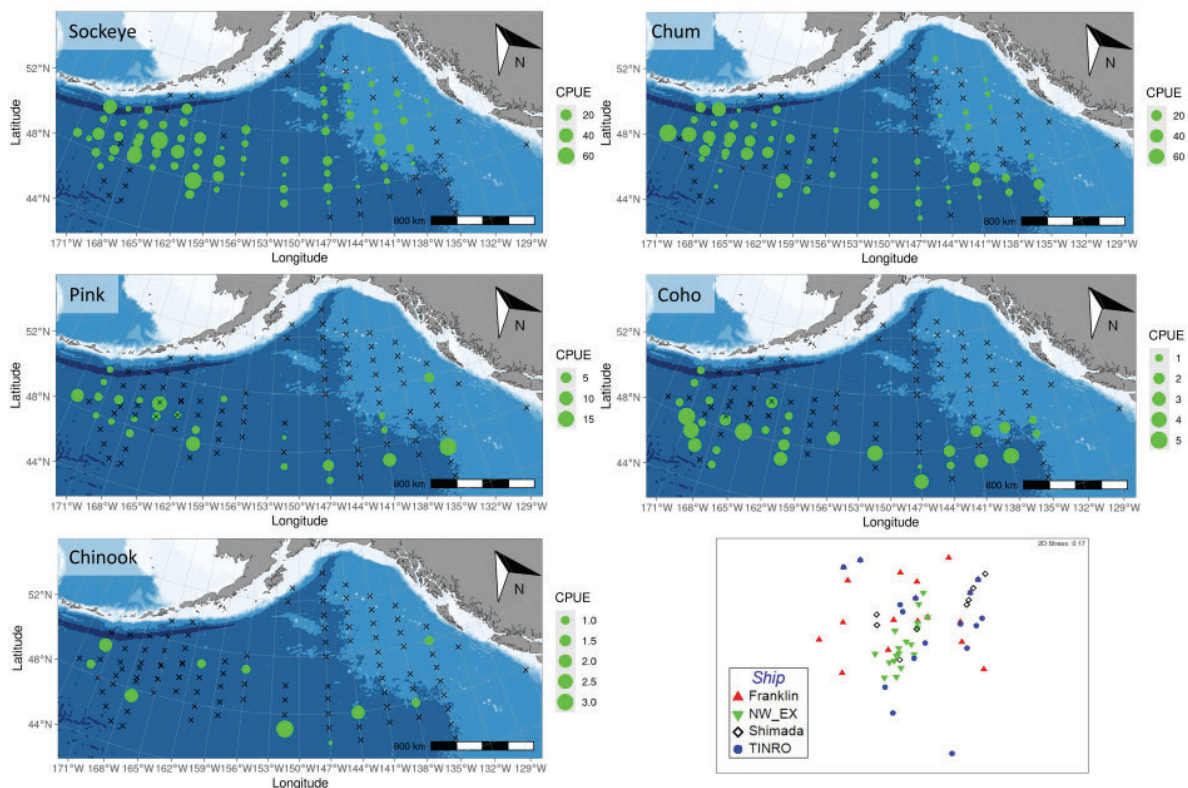 Sockeye
52°N
48°N
44°N
Latitude
N
CPUE
20
40
60
800 km
171°W 168°W 165°W 162°W 159°W 156°W 153°W 150°W 147°W 144°W 141°W 138°W 135°W 132°W 129°W
Longitude
Chum
52°N
48°N
44°N
Latitude
N
CPUE
20
40
60
800 km
171°W 168°W 165°W 162°W 159°W 156°W 153°W 150°W 147°W 144°W 141°W 138°W 135°W 132°W 129°W
Longitude
Pink
52°N
48°N
44°N
Latitude
N
CPUE
5
10
15
800 km
171°W 168°W 165°W 162°W 159°W 156°W 153°W 150°W 147°W 144°W 141°W 138°W 135°W 132°W 129°W
Longitude
Coho
52°N
48°N
44°N
Latitude
N
CPUE
1
2
3
4
5
800 km
171°W 168°W 165°W 162°W 159°W 156°W 153°W 150°W 147°W 144°W 141°W 138°W 135°W 132°W 129°W
Longitude
Chinook
52°N
48°N
44°N
Latitude
N
CPUE
1.0
1.5
2.0
2.5
3.0
800 km
171°W 168°W 165°W 162°W 159°W 156°W 153°W 150°W 147°W 144°W 141°W 138°W 135°W 132°W 129°W
Longitude
2D Stress: 0.17
Ship
Franklin
NW_EX
Shimada
TINRO